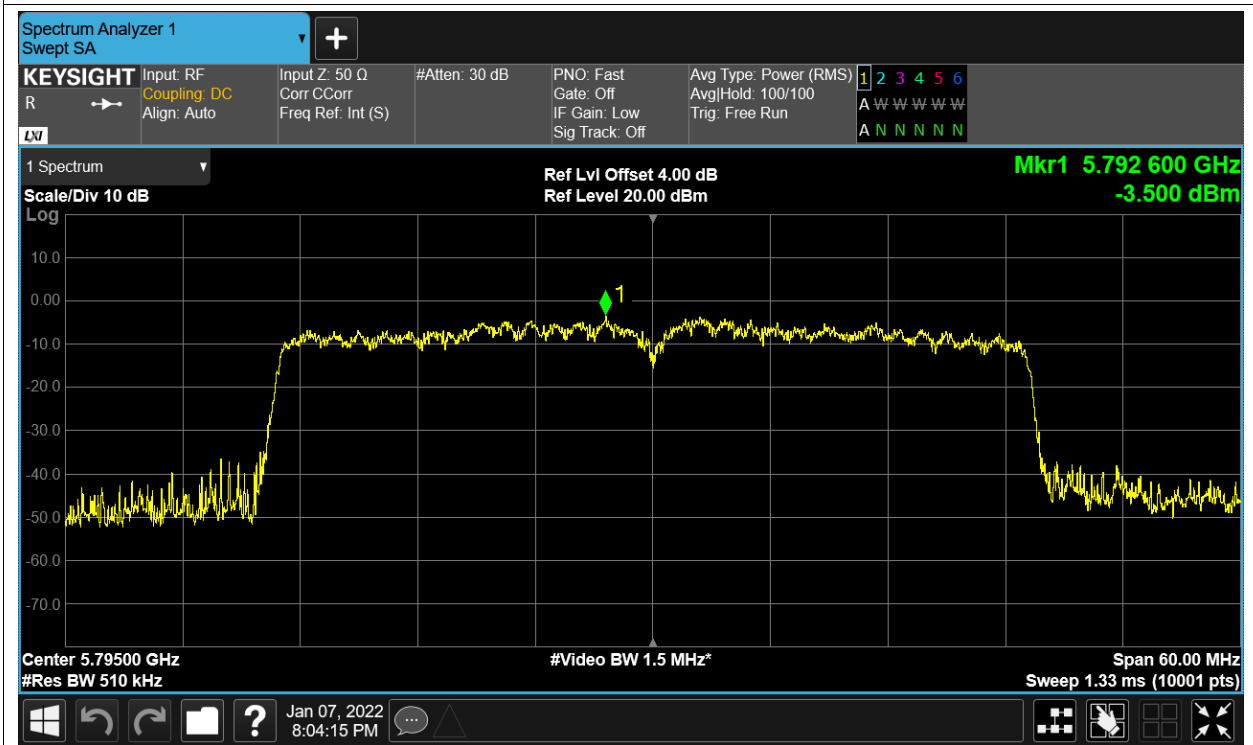 Spectrum Analyzer 1
Swept SA
+
KEYSIGHT
R
LXI
Input: RF
Coupling: DC
Align: Auto
Input Z: 50 Ω
Corr CCorr
Freq Ref: Int (S)
#Atten: 30 dB
PNO: Fast
Gate: Off
IF Gain: Low
Sig Track: Off
Avg Type: Power (RMS)
Avg|Hold: 100/100
Trig: Free Run
1 2 3 4 5 6
A W W W W W
A N N N N N
1 Spectrum
Scale/Div 10 dB
Log
Ref Lvl Offset 4.00 dB
Ref Level 20.00 dBm
Mkr1 5.792 600 GHz
-3.500 dBm
10.0
0.00
-10.0
-20.0
-30.0
-40.0
-50.0
-60.0
-70.0
1
Center 5.79500 GHz
#Res BW 510 kHz
#Video BW 1.5 MHz*
Span 60.00 MHz
Sweep 1.33 ms (10001 pts)
?
Jan 07, 2022
8:04:15 PM